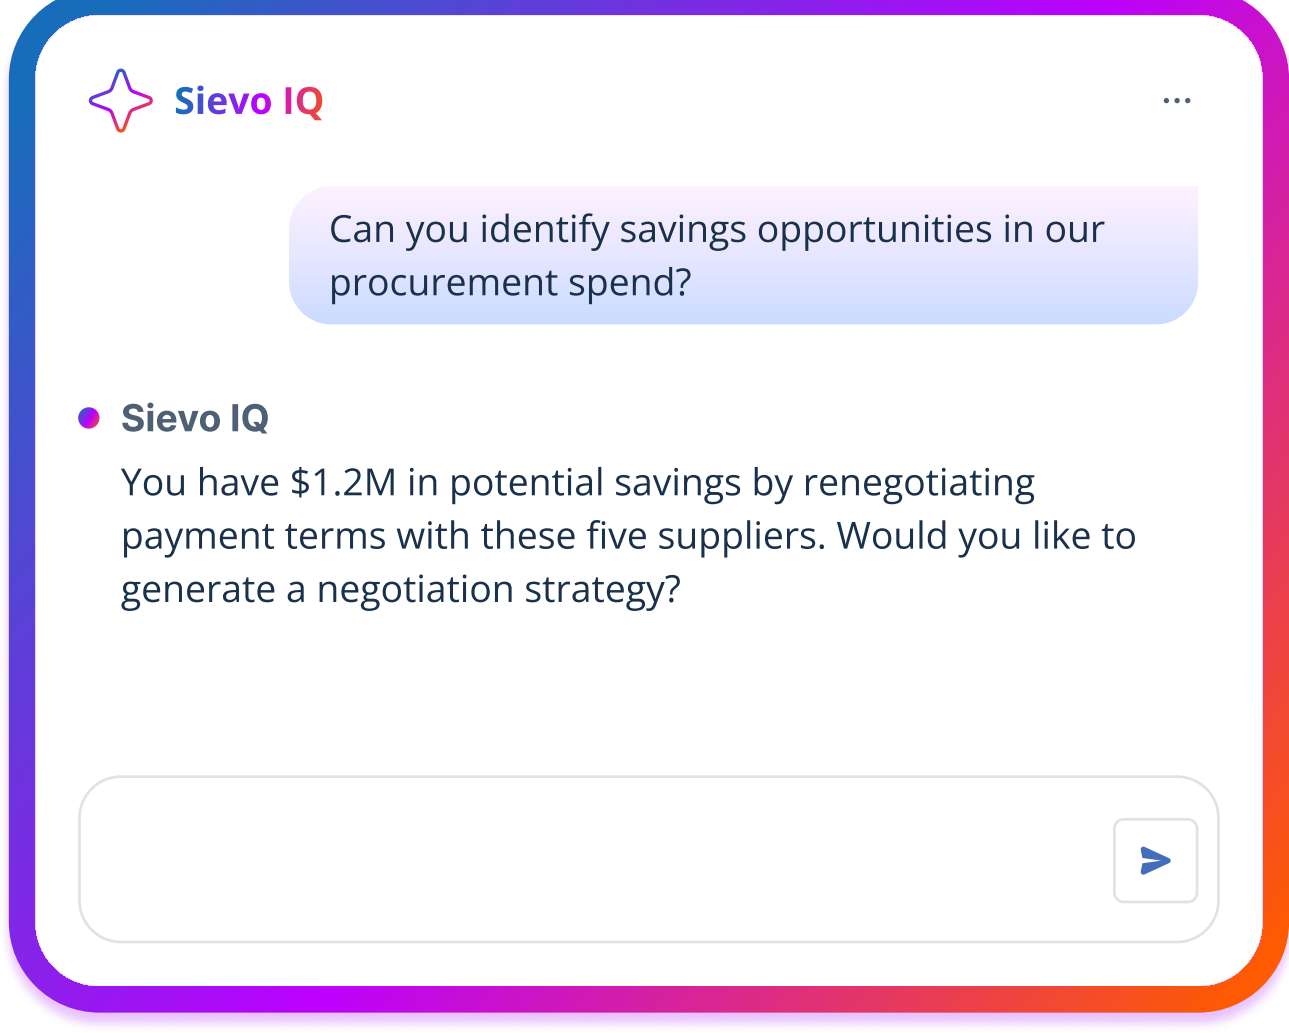 Sievo IQ
Can you identify savings opportunities in our
procurement spend?
Sievo IQ
You have $1.2M in potential savings by renegotiating
payment terms with these five suppliers. Would you like to
generate a negotiation strategy?